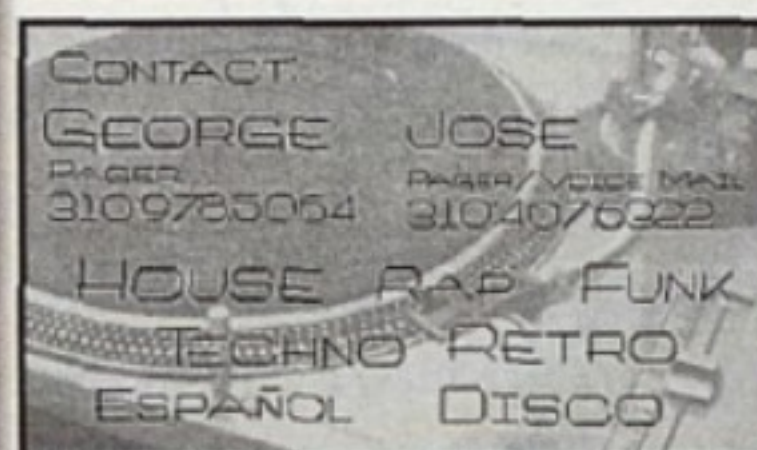 CONTACT:
GEORGE JOSE
PAGER PAGER/VOICE MAIL
3109785064 3104076322
HOUSE RAP FUNK
TECHNO RETRO
ESPAÑOL DISCO